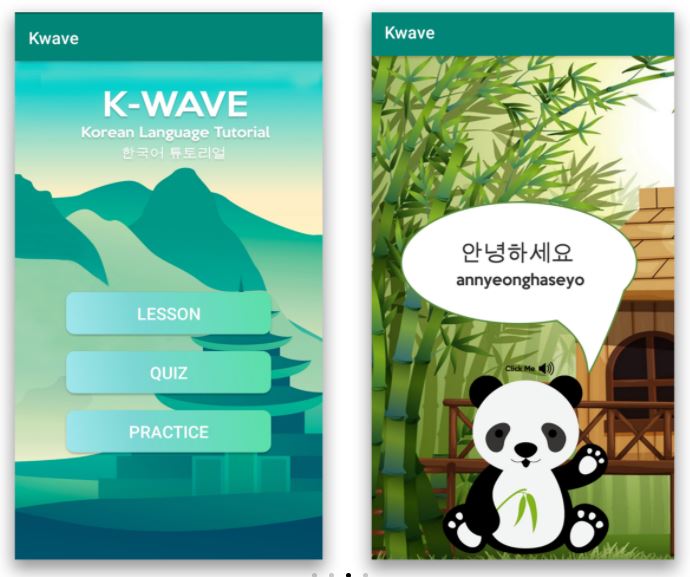 Kwave
K-WAVE
Korean Language Tutorial
한국어 튜토리얼
LESSON
QUIZ
PRACTICE
Kwave
안녕하세요
annyeonghaseyo
Click Me